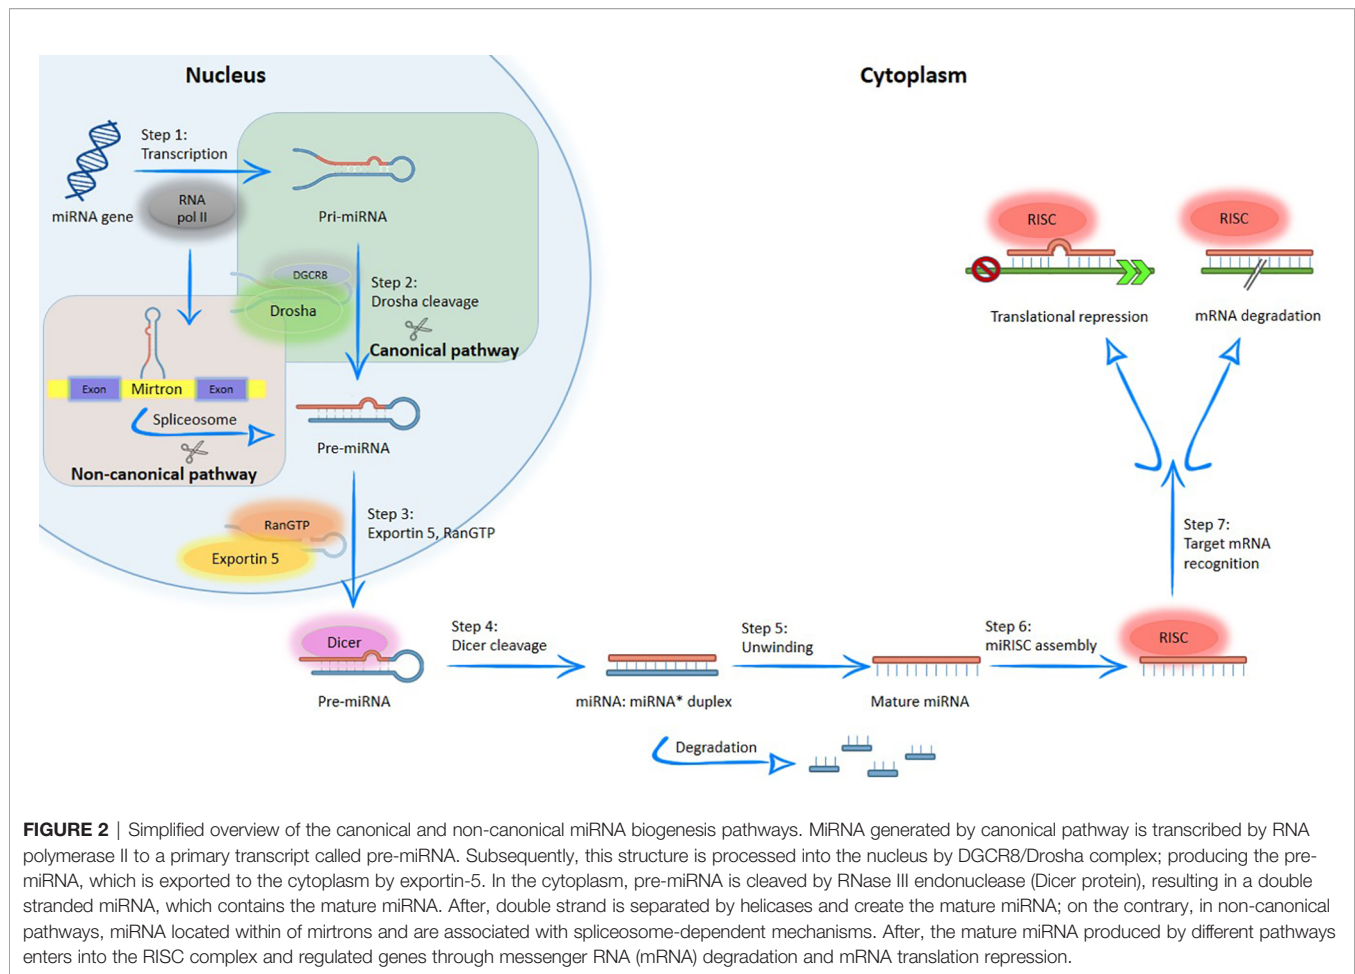 Nucleus
Cytoplasm
Step 1:
Transcription
miRNA gene
RNA
pol II
Pri-miRNA
DGCR8
Drosha
Step 2:
Drosha cleavage
Canonical pathway
Exon
Mirtron
Exon
Spliceosome
Non-canonical pathway
Pre-miRNA
RanGTP
Exportin 5
Step 3:
Exportin 5, RanGTP
Dicer
Pre-miRNA
Step 4:
Dicer cleavage
miRNA: miRNA* duplex
Degradation
Step 5:
Unwinding
Mature miRNA
Step 6:
miRISC assembly
RISC
Step 7:
Target mRNA
recognition
RISC
Translational repression
RISC
mRNA degradation
FIGURE 2 | Simplified overview of the canonical and non-canonical miRNA biogenesis pathways. MiRNA generated by canonical pathway is transcribed by RNA
polymerase II to a primary transcript called pre-miRNA. Subsequently, this structure is processed into the nucleus by DGCR8/Drosha complex; producing the pre-
miRNA, which is exported to the cytoplasm by exportin-5. In the cytoplasm, pre-miRNA is cleaved by RNase III endonuclease (Dicer protein), resulting in a double
stranded miRNA, which contains the mature miRNA. After, double strand is separated by helicases and create the mature miRNA; on the contrary, in non-canonical
pathways, miRNA located within of mirtrons and are associated with spliceosome-dependent mechanisms. After, the mature miRNA produced by different pathways
enters into the RISC complex and regulated genes through messenger RNA (mRNA) degradation and mRNA translation repression.